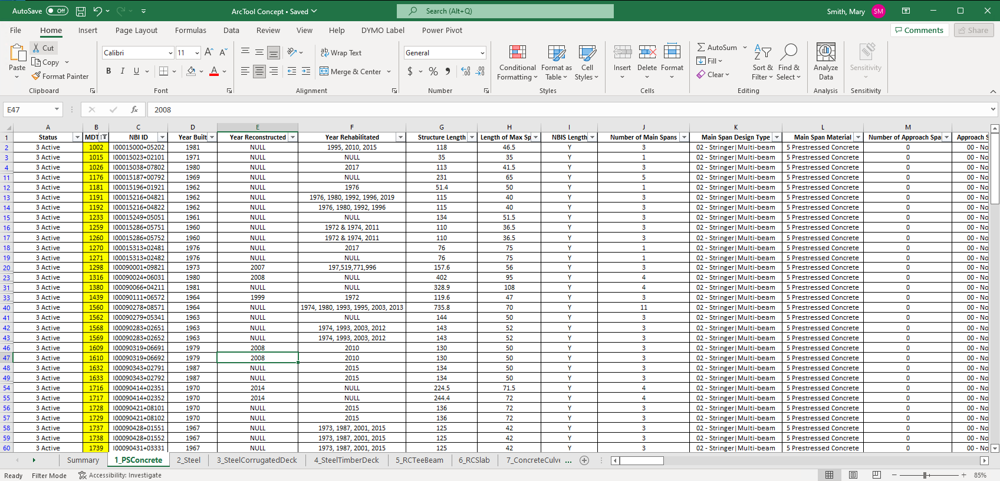 AutoSave Off ArcTool Concept • Saved Search (Alt+Q) Smith, Mary SM
File Home Insert Page Layout Formulas Data Review View Help DYMO Label Power Pivot Comments Share
Paste Cut Copy Format Painter Clipboard
Calibri 11 B I U A Font
Wrap Text Merge & Center Alignment
General $ % Number
Conditional Formatting Format as Table Cell Styles Styles
Insert Delete Format Cells
AutoSum Fill Clear Sort & Filter Find & Select Editing
Analyze Data Analysis
Sensitivity Sensitivity
E47 fx 2008
A B C D E F G H I J K L M
1 Status MDT NBI ID Year Built Year Reconstructed Year Rehabilitated Structure Length Length of Max Sp NBIS Length Number of Main Spans Main Span Design Type Main Span Material Number of Approach Spa Approach S
2 3 Active 1002 I00015000+05202 1981 NULL 1995, 2010, 2015 118 46.5 Y 3 02 - Stringer|Multi-beam 5 Prestressed Concrete 0 00 - No
3 3 Active 1015 I00015023+02101 1971 NULL NULL 35 35 Y 1 02 - Stringer|Multi-beam 5 Prestressed Concrete 0 00 - No
4 3 Active 1026 I00015038+07802 1980 NULL 2017 113 41.5 Y 3 02 - Stringer|Multi-beam 5 Prestressed Concrete 0 00 - No
11 3 Active 1176 I00015187+00792 1969 NULL NULL 231 65 Y 5 02 - Stringer|Multi-beam 5 Prestressed Concrete 0 00 - No
12 3 Active 1181 I00015196+01921 1962 NULL 1976 51.4 50 Y 1 02 - Stringer|Multi-beam 5 Prestressed Concrete 0 00 - No
13 3 Active 1191 I00015216+04821 1962 NULL 1976, 1980, 1992, 1996, 2019 115 40 Y 3 02 - Stringer|Multi-beam 5 Prestressed Concrete 0 00 - No
14 3 Active 1192 I00015216+04822 1962 NULL 1976, 1980, 1992, 1996 115 40 Y 3 02 - Stringer|Multi-beam 5 Prestressed Concrete 0 00 - No
15 3 Active 1233 I00015249+05051 1961 NULL NULL 134 51.5 Y 3 02 - Stringer|Multi-beam 5 Prestressed Concrete 0 00 - No
16 3 Active 1259 I00015286+05751 1960 NULL 1972 & 1974, 2011 110 36.5 Y 3 02 - Stringer|Multi-beam 5 Prestressed Concrete 0 00 - No
17 3 Active 1260 I00015286+05752 1960 NULL 1972 & 1974, 2011 110 36.5 Y 3 02 - Stringer|Multi-beam 5 Prestressed Concrete 0 00 - No
18 3 Active 1270 I00015313+02481 1976 NULL 2017 76 75 Y 1 02 - Stringer|Multi-beam 5 Prestressed Concrete 0 00 - No
19 3 Active 1271 I00015313+02482 1976 NULL NULL 76 75 Y 1 02 - Stringer|Multi-beam 5 Prestressed Concrete 0 00 - No
20 3 Active 1298 I00090001+09821 1973 2007 197,519,771,996 157.6 56 Y 3 02 - Stringer|Multi-beam 5 Prestressed Concrete 0 00 - No
23 3 Active 1316 I00090024+06031 1980 2008 NULL 402 95 Y 4 02 - Stringer|Multi-beam 5 Prestressed Concrete 0 00 - No
31 3 Active 1380 I00090066+04211 1981 NULL NULL 328.9 108 Y 4 02 - Stringer|Multi-beam 5 Prestressed Concrete 0 00 - No
33 3 Active 1439 I00090111+06572 1964 1999 1972 119.6 47 Y 3 02 - Stringer|Multi-beam 5 Prestressed Concrete 0 00 - No
40 3 Active 1560 I00090278+08571 1964 NULL 1974, 1980, 1993, 1995, 2003, 2013 735.8 70 Y 11 02 - Stringer|Multi-beam 5 Prestressed Concrete 0 00 - No
41 3 Active 1562 I00090279+05341 1963 NULL NULL 144 50 Y 3 02 - Stringer|Multi-beam 5 Prestressed Concrete 0 00 - No
42 3 Active 1568 I00090283+02651 1963 NULL 1974, 1993, 2003, 2012 143 52 Y 3 02 - Stringer|Multi-beam 5 Prestressed Concrete 0 00 - No
43 3 Active 1569 I00090283+02652 1963 NULL 1974, 1993, 2003, 2012 143 52 Y 3 02 - Stringer|Multi-beam 5 Prestressed Concrete 0 00 - No
46 3 Active 1609 I00090319+06691 1979 2008 2010 130 50 Y 3 02 - Stringer|Multi-beam 5 Prestressed Concrete 0 00 - No
47 3 Active 1610 I00090319+06692 1979 2008 2010 130 50 Y 3 02 - Stringer|Multi-beam 5 Prestressed Concrete 0 00 - No
48 3 Active 1632 I00090343+02791 1987 NULL 2015 134 50 Y 3 02 - Stringer|Multi-beam 5 Prestressed Concrete 0 00 - No
49 3 Active 1633 I00090343+02792 1987 NULL 2015 134 50 Y 3 02 - Stringer|Multi-beam 5 Prestressed Concrete 0 00 - No
54 3 Active 1716 I00090414+02351 1970 2014 NULL 224.5 71.5 Y 4 02 - Stringer|Multi-beam 5 Prestressed Concrete 0 00 - No
55 3 Active 1717 I00090414+02352 1970 2014 NULL 244.4 72 Y 4 02 - Stringer|Multi-beam 5 Prestressed Concrete 0 00 - No
56 3 Active 1728 I00090421+08101 1970 NULL 2015 136 72 Y 3 02 - Stringer|Multi-beam 5 Prestressed Concrete 0 00 - No
57 3 Active 1729 I00090421+08102 1970 NULL 2015 136 72 Y 3 02 - Stringer|Multi-beam 5 Prestressed Concrete 0 00 - No
58 3 Active 1737 I00090428+01551 1967 NULL 1973, 1987, 2001, 2015 125 42 Y 3 02 - Stringer|Multi-beam 5 Prestressed Concrete 0 00 - No
59 3 Active 1738 I00090428+01552 1967 NULL 1973, 1987, 2001, 2015 125 42 Y 3 02 - Stringer|Multi-beam 5 Prestressed Concrete 0 00 - No
60 3 Active 1739 I00090431+03331 1967 NULL 1973, 1987, 2001, 2015 125 42 Y 3 02 - Stringer|Multi-beam 5 Prestressed Concrete 0 00 - No
Summary 1_PSConcrete 2_Steel 3_SteelCorrugatedDeck 4_SteelTimberDeck 5_RCTeeBeam 6_RCSlab 7_ConcreteCulve ...
Ready Filter Mode Accessibility: Investigate 85%